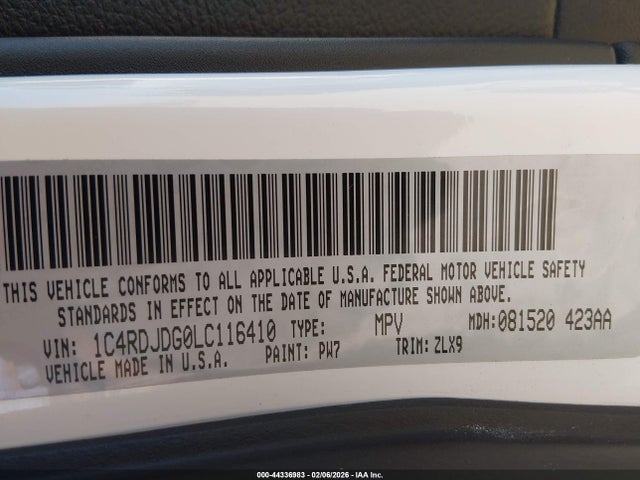 THIS VEHICLE CONFORMS TO ALL APPLICABLE U.S.A. FEDERAL MOTOR VEHICLE SAFETY
STANDARDS IN EFFECT ON THE DATE OF MANUFACTURE SHOWN ABOVE.
VIN: 1C4RDJDG0LC116410 TYPE: MPV MDH: 081520 423AA
VEHICLE MADE IN U.S.A. PAINT: PW7 TRIM: ZLX9
000-44336983 - 02/06/2026 - IAA Inc.